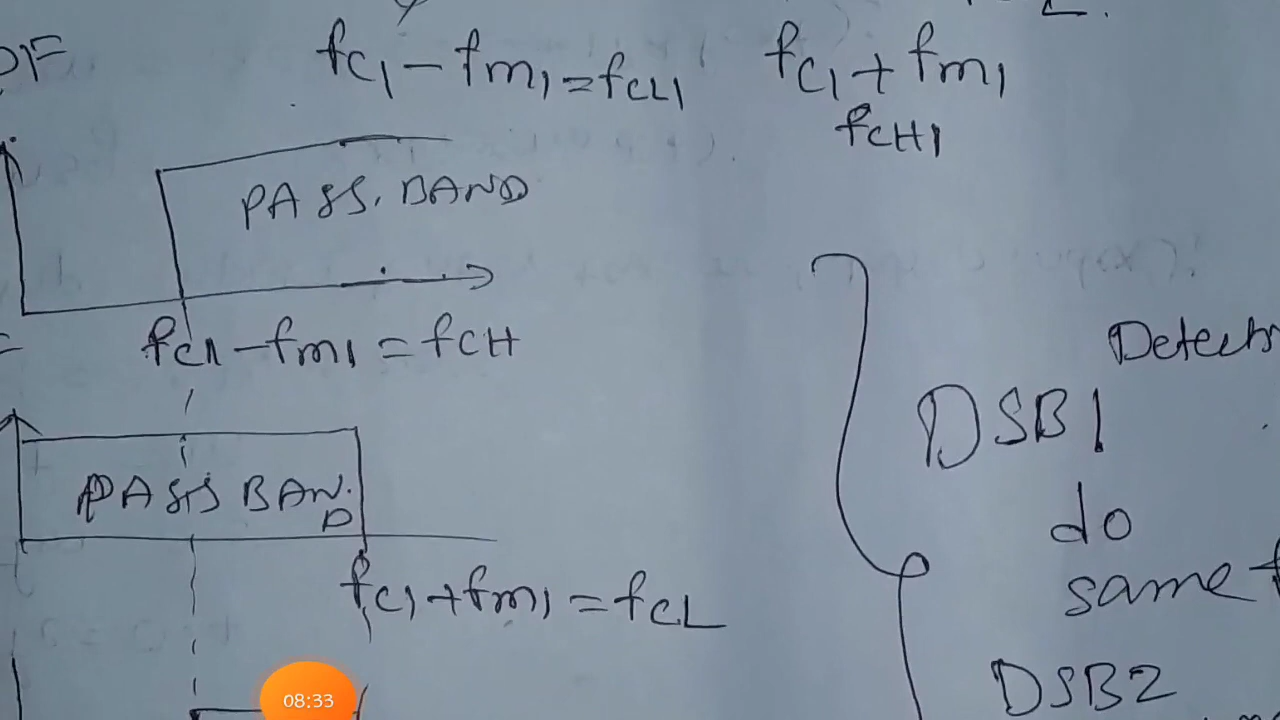 fc1 - fm1 = fcL1 fc1 + fm1
fcH1
PASS. BAND
fc1 - fm1 = fcH
Detect
DSB1
PASS BAN.
D
do
fc1 + fm1 = fcL
same
DSB2
08:33